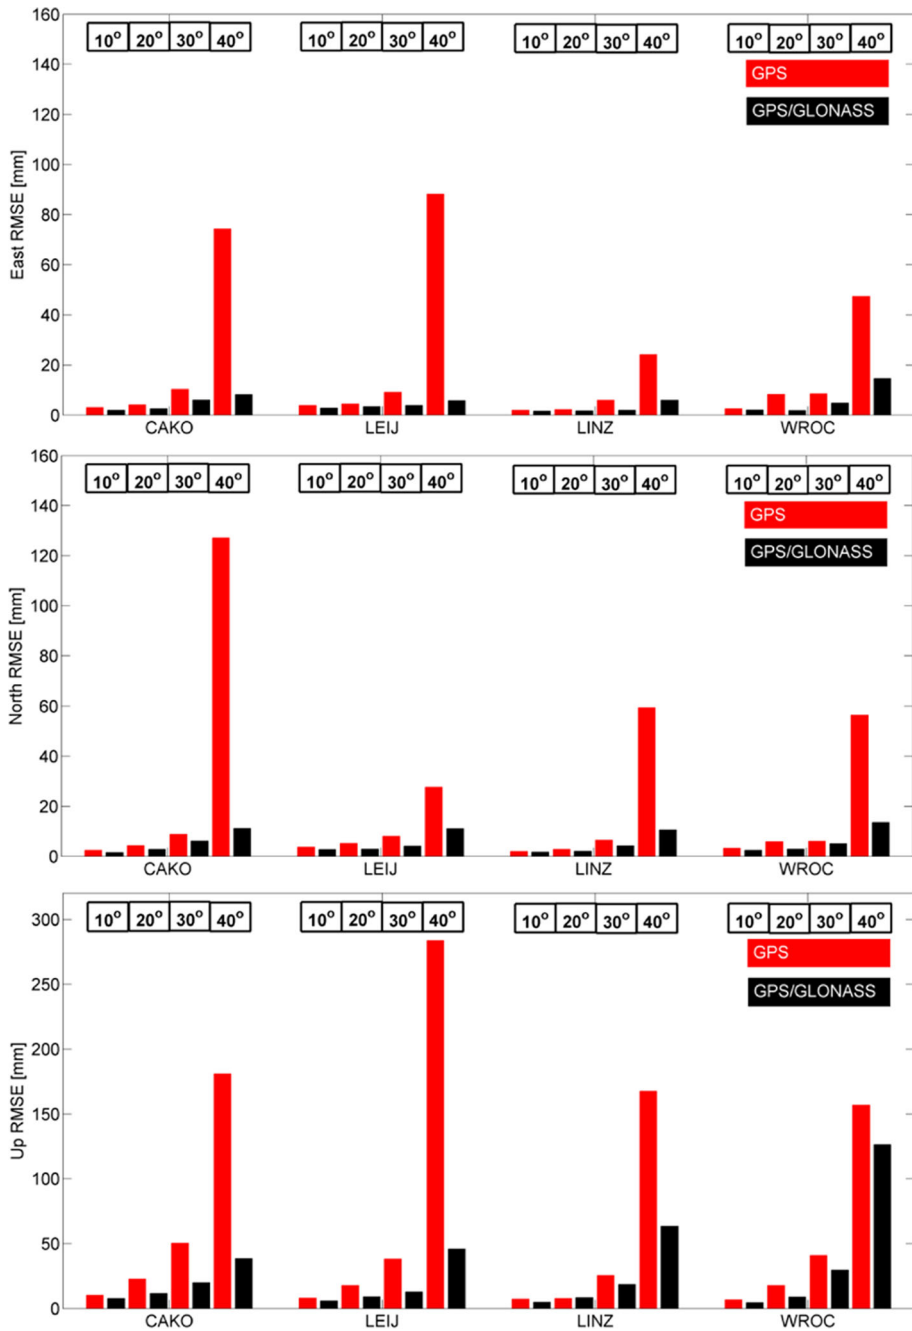 160
10° 20° 30° 40° 10° 20° 30° 40° 10° 20° 30° 40° 10° 20° 30° 40°
140
GPS
120
GPS/GLONASS
100
80
60
40
20
0
East RMSE [mm]
CAKO LEIJ LINZ WROC
160
10° 20° 30° 40° 10° 20° 30° 40° 10° 20° 30° 40° 10° 20° 30° 40°
140
GPS
120
GPS/GLONASS
100
80
60
40
20
0
North RMSE [mm]
CAKO LEIJ LINZ WROC
300
10° 20° 30° 40° 10° 20° 30° 40° 10° 20° 30° 40° 10° 20° 30° 40°
GPS
250
GPS/GLONASS
200
150
100
50
0
Up RMSE [mm]
CAKO LEIJ LINZ WROC